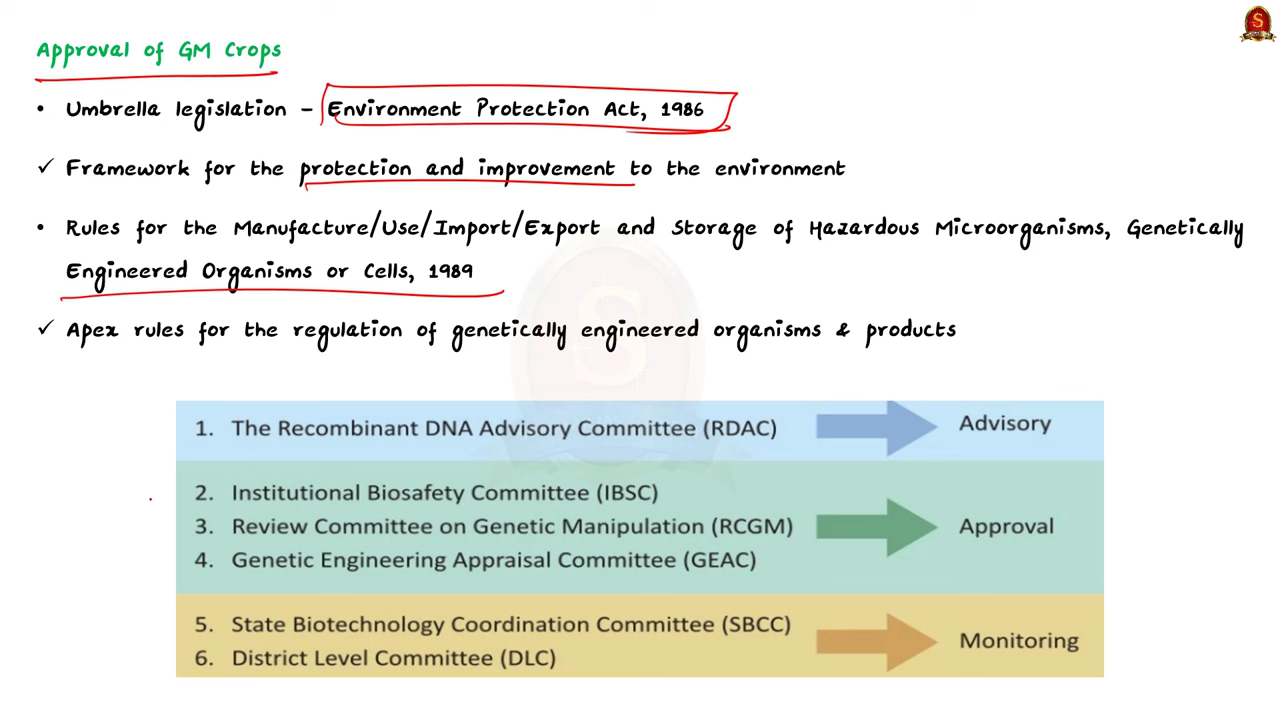 Approval of GM Crops
• Umbrella legislation – Environment Protection Act, 1986
✓ Framework for the protection and improvement to the environment
• Rules for the Manufacture/Use/Import/Export and Storage of Hazardous Microorganisms, Genetically
Engineered Organisms or Cells, 1989
✓ Apex rules for the regulation of genetically engineered organisms & products
1. The Recombinant DNA Advisory Committee (RDAC) Advisory
2. Institutional Biosafety Committee (IBSC)
3. Review Committee on Genetic Manipulation (RCGM) Approval
4. Genetic Engineering Appraisal Committee (GEAC)
5. State Biotechnology Coordination Committee (SBCC)
6. District Level Committee (DLC)
Monitoring